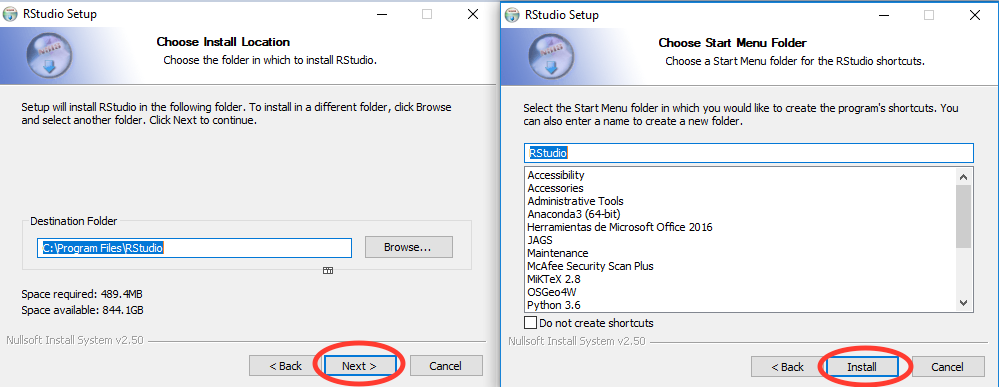 RStudio Setup
Choose Install Location
Choose the folder in which to install RStudio.
Setup will install RStudio in the following folder. To install in a different folder, click Browse
and select another folder. Click Next to continue.
Destination Folder
C:\Program Files\RStudio
Browse...
Space required: 489.4MB
Space available: 844.1GB
Nullsoft Install System v2.50
< Back
Next >
Cancel
RStudio Setup
Choose Start Menu Folder
Choose a Start Menu folder for the RStudio shortcuts.
Select the Start Menu folder in which you would like to create the program's shortcuts. You
can also enter a name to create a new folder.
RStudio
Accessibility
Accessories
Administrative Tools
Anaconda3 (64-bit)
Herramientas de Microsoft Office 2016
JAGS
Maintenance
McAfee Security Scan Plus
MiKTeX 2.8
OSGeo4W
Python 3.6
Do not create shortcuts
Nullsoft Install System v2.50
< Back
Install
Cancel